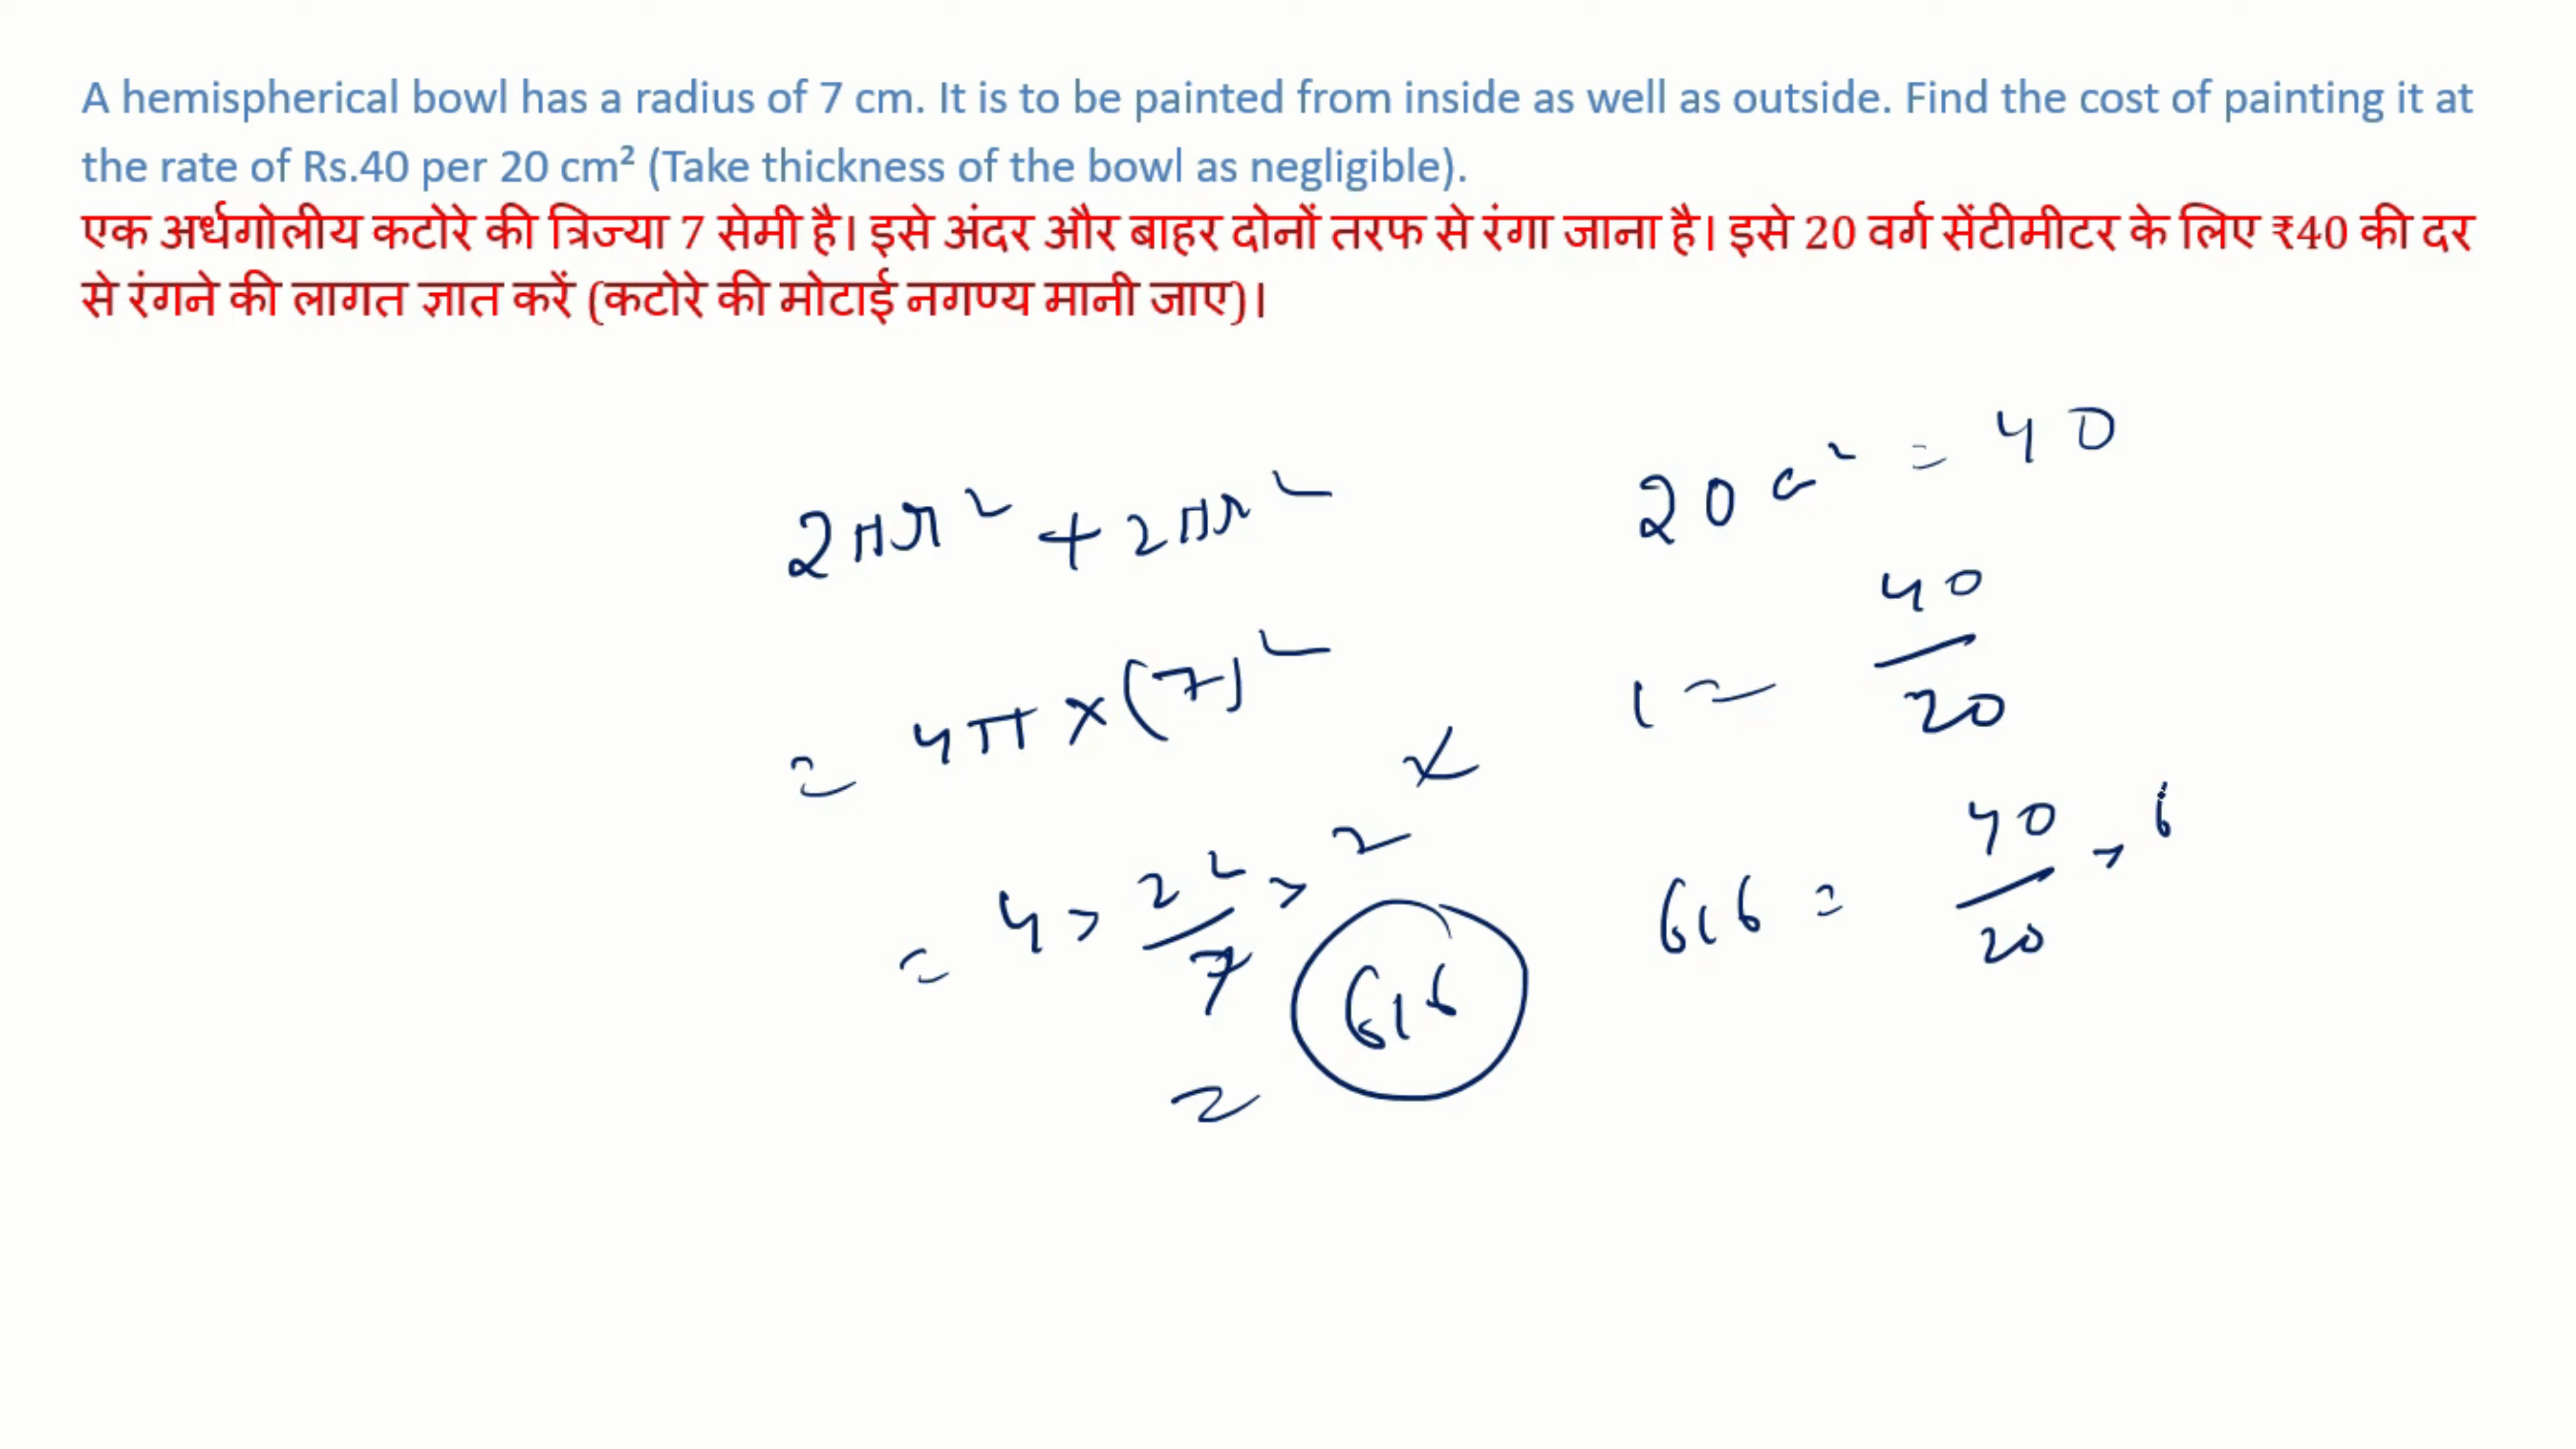 A hemispherical bowl has a radius of 7 cm. It is to be painted from inside as well as outside. Find the cost of painting it at
the rate of Rs.40 per 20 cm² (Take thickness of the bowl as negligible).
एक अर्धगोलीय कटोरे की त्रिज्या 7 सेमी है। इसे अंदर और बाहर दोनों तरफ से रंगा जाना है। इसे 20 वर्ग सेंटीमीटर के लिए ₹40 की दर
से रंगने की लागत ज्ञात करें (कटोरे की मोटाई नगण्य मानी जाए)।
2πr² + 2πr²
= 4π × (7)²
= 4 × 22/7 ×
= 616
20 = 40
1 = 40/20
616 = 40/20 × 6